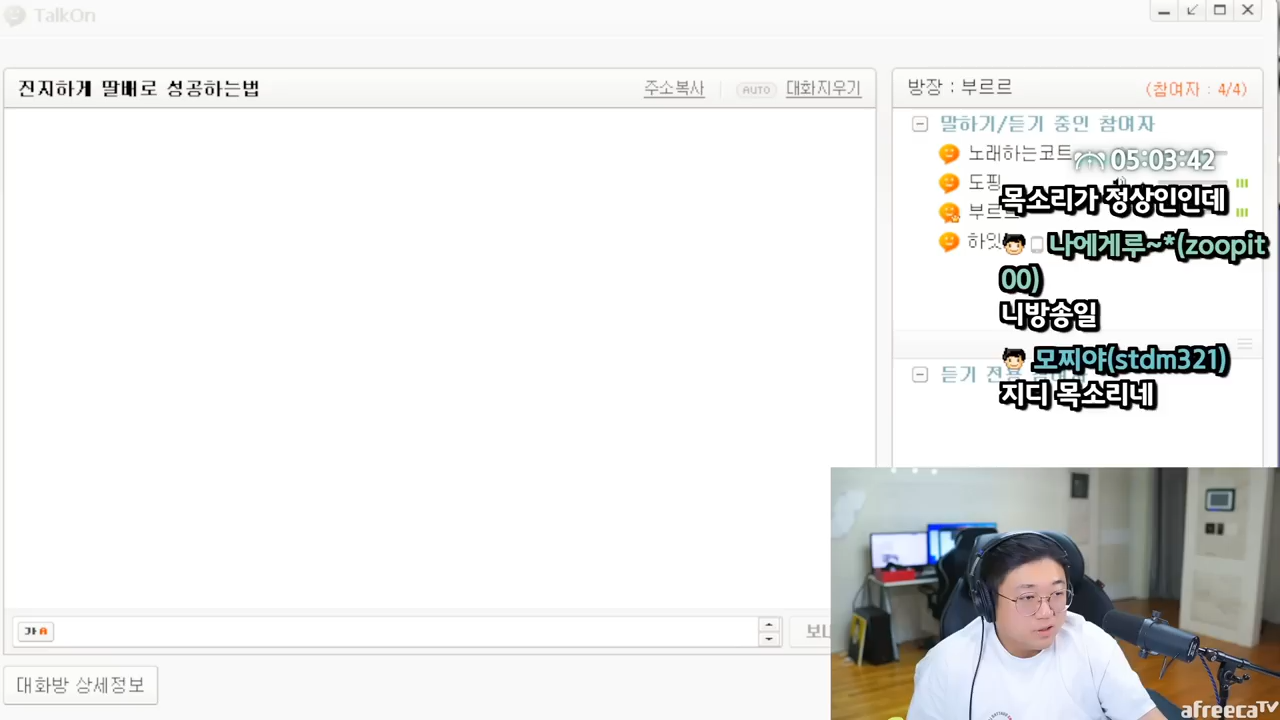 TalkOn
진지하게 딸배로 성공하는법
주소복사
AUTO
대화지우기
방장 : 부르르
(참여자 : 4/4)
말하기/듣기 중인 참여자
노래하는코트
05:03:42
도핑
목소리가 정상인인데
부르르
하잇
나에게루~*(zoopit
00)
니방송일
모찌야(stdm321)
듣기 전용 참여자
지디 목소리네
가
대화방 상세정보
afreecaTV